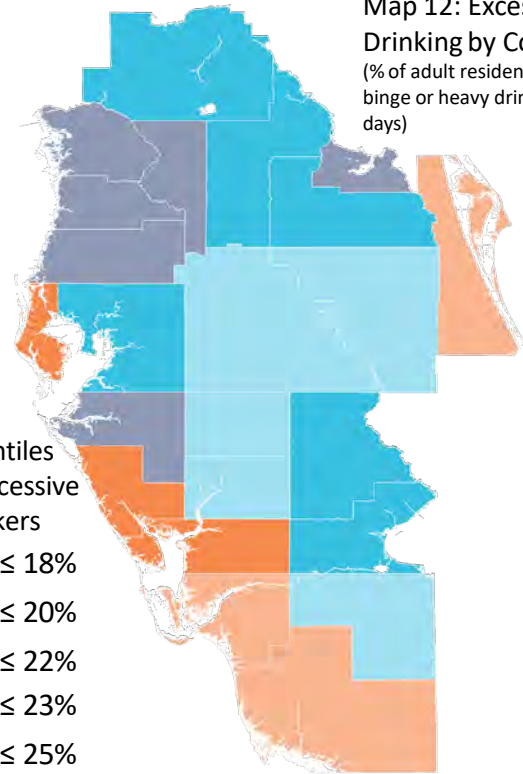 Map 12: Exces
Drinking by Co
(% of adult residen
binge or heavy drin
days)
ntiles
cessive
kers
≤ 18%
≤ 20%
≤ 22%
≤ 23%
≤ 25%